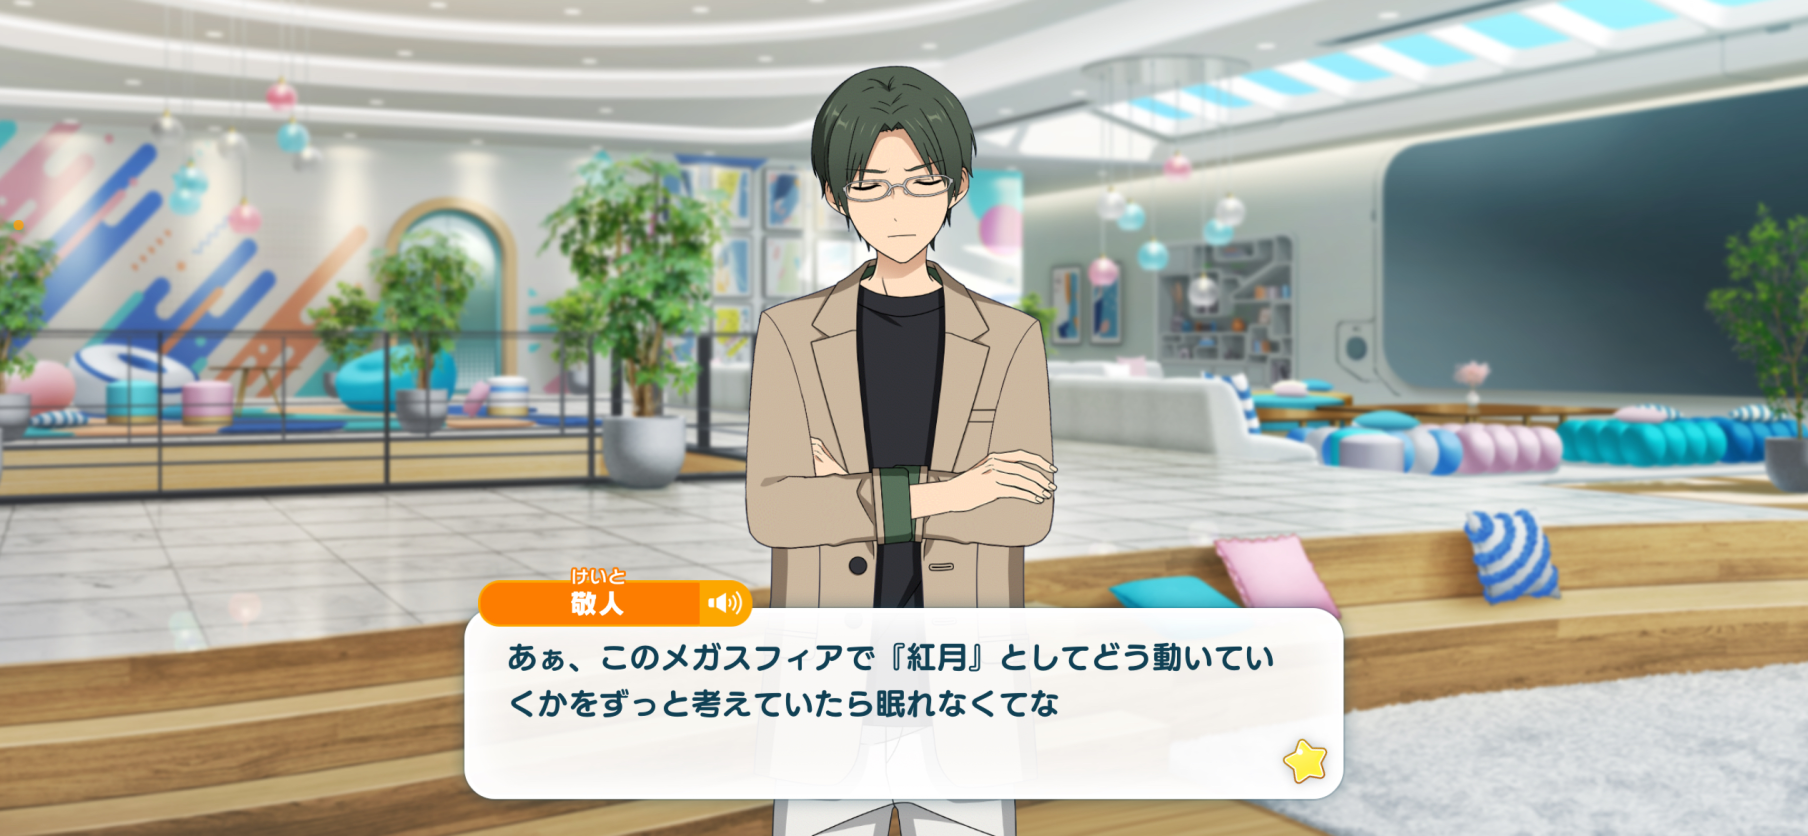 けいと
敬人
あぁ、このメガスフィアで『紅月』としてどう動いてい
くかをずっと考えていたら眠れなくてな